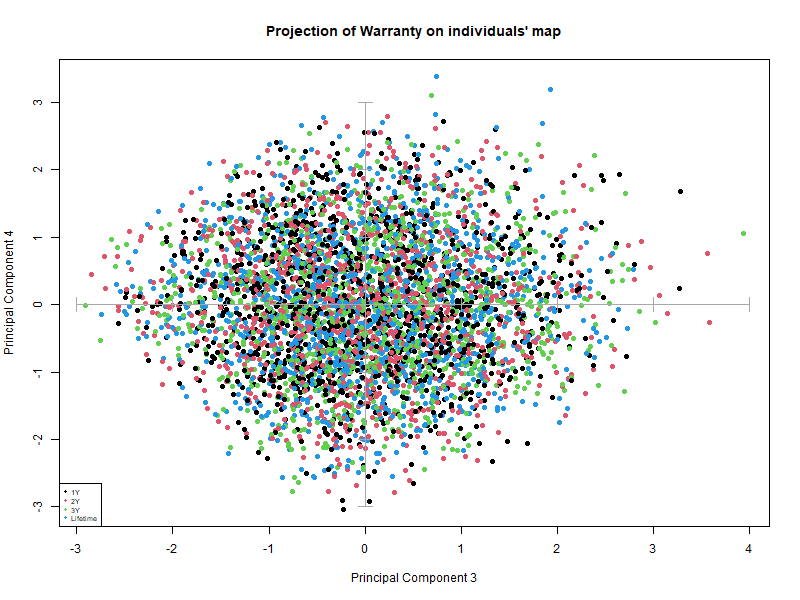 Projection of Warranty on individuals' map
Principal Component 4
3
2
1
0
-1
-2
-3
1Y
2Y
3Y
Lifetime
-3 -2 -1 0 1 2 3 4
Principal Component 3